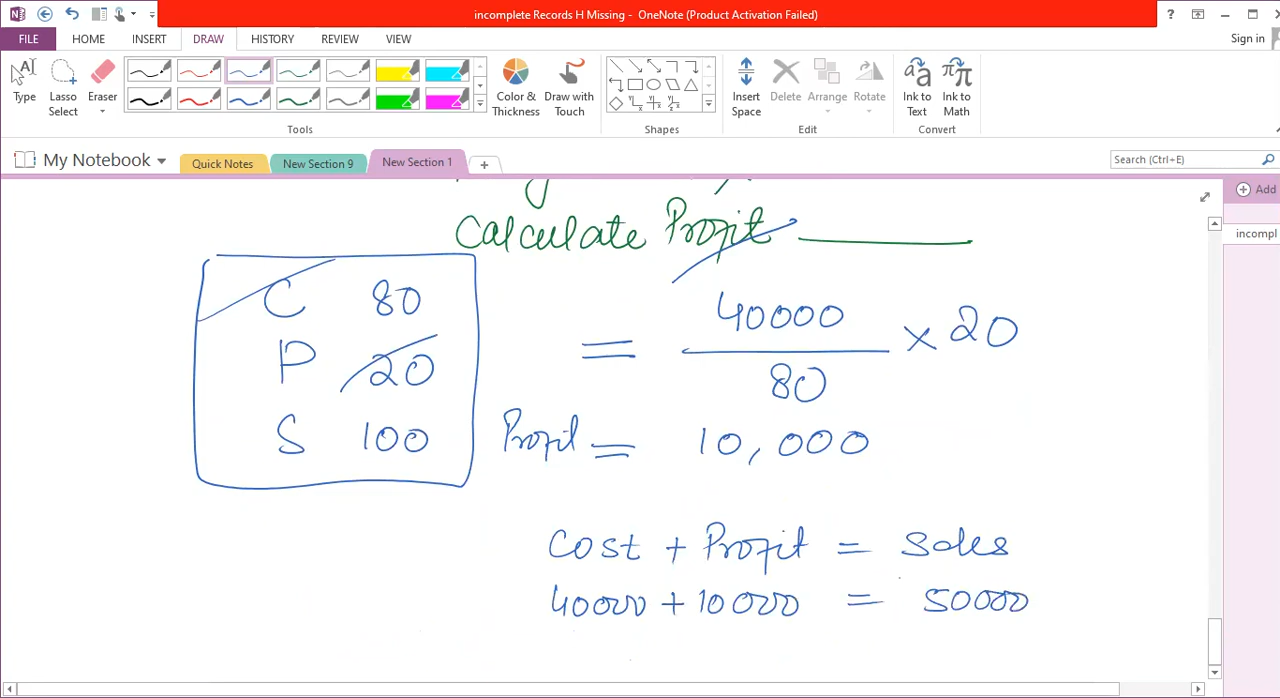 incomplete Records H Missing - OneNote (Product Activation Failed)
?
Sign in
FILE HOME INSERT DRAW HISTORY REVIEW VIEW
Type
Lasso Select
Eraser
Color & Thickness
Draw with Touch
Insert Space
Delete
Arrange
Rotate
Ink to Text
Ink to Math
Tools Shapes Edit Convert
My Notebook Quick Notes New Section 9 New Section 1 + Search (Ctrl+E)
Add
incompl
Calculate Profit
C 80
P 20
S 100
= 40000 / 80 × 20
Profit = 10,000
Cost + Profit = Sales
40000 + 10000 = 50000